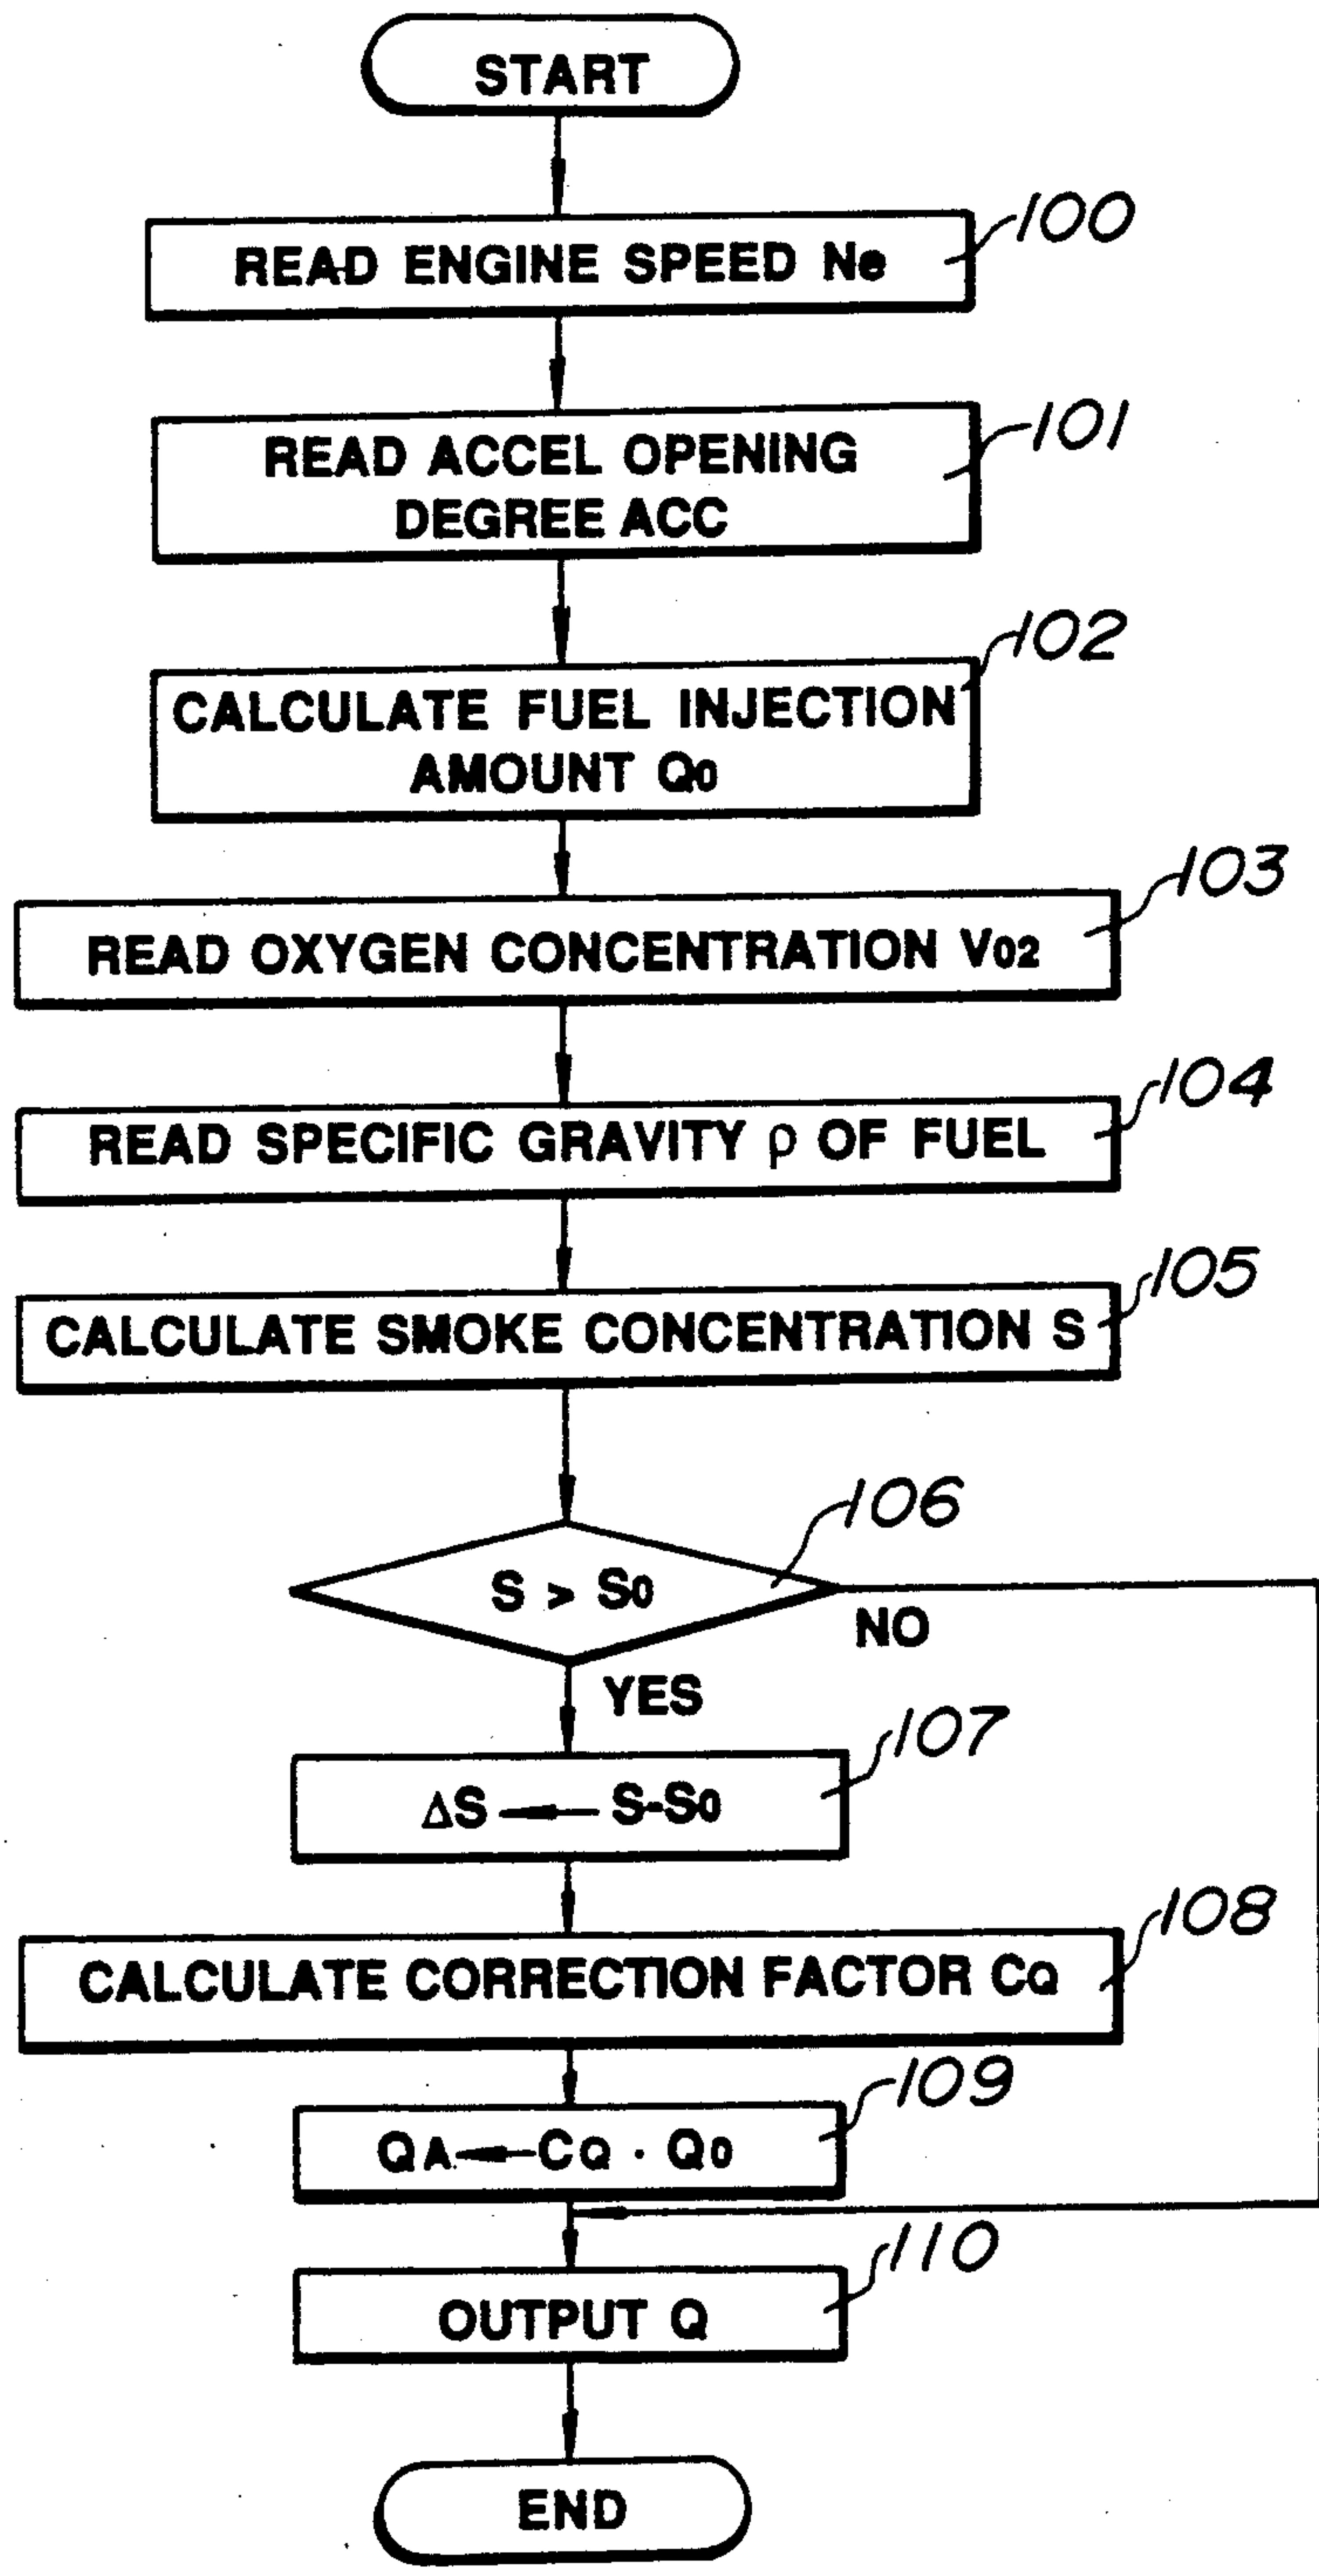 START
READ ENGINE SPEED Ne
100
READ ACCEL OPENING
DEGREE ACC
101
CALCULATE FUEL INJECTION
AMOUNT Q0
102
READ OXYGEN CONCENTRATION V02
103
READ SPECIFIC GRAVITY ρ OF FUEL
104
CALCULATE SMOKE CONCENTRATION S
105
S > S0
106
NO
YES
ΔS ← S-S0
107
CALCULATE CORRECTION FACTOR CQ
108
QA ← CQ · Q0
109
OUTPUT Q
110
END